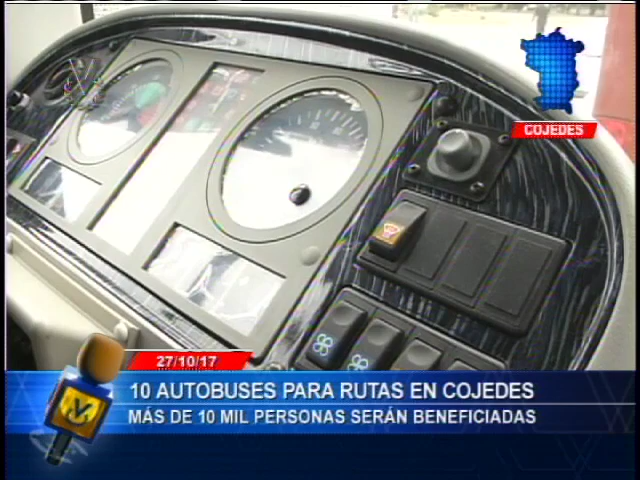 COJEDES
27/10/17
10 AUTOBUSES PARA RUTAS EN COJEDES
MÁS DE 10 MIL PERSONAS SERÁN BENEFICIADAS